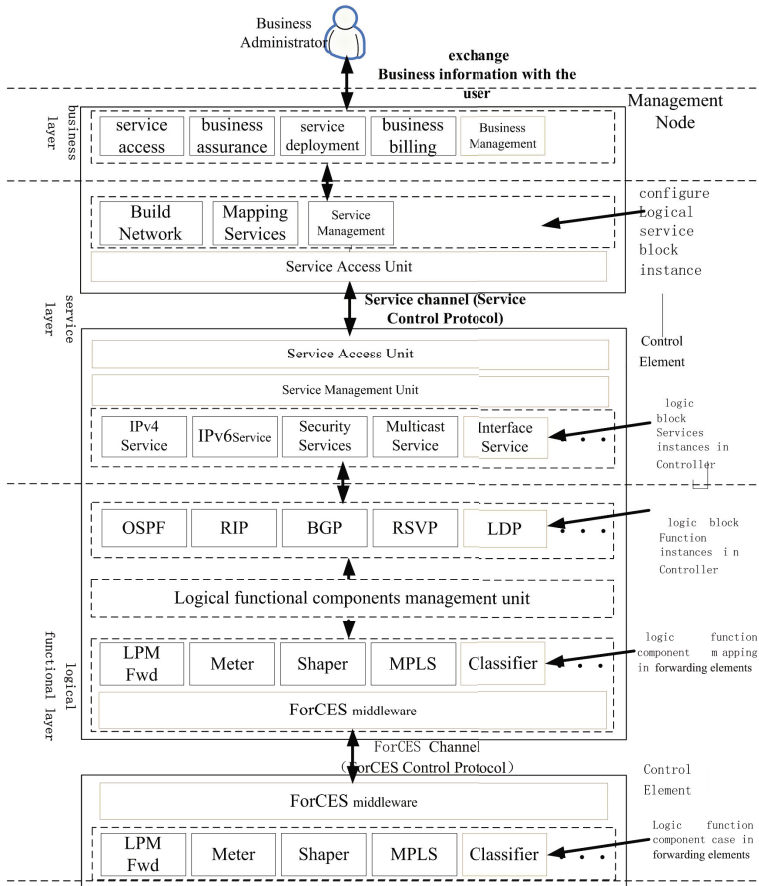 Business
Administrator
exchange
Business information with the
user
Management
Node
business
layer
service
access
business
assurance
service
deployment
business
billing
Business
Management
Build
Network
Mapping
Services
Service
Management
configure
Logical
service
block
instance
Service Access Unit
service
layer
Service channel (Service
Control Protocol)
Control
Element
Service Access Unit
Service Management Unit
IPv4
Service
IPv6Service
Security
Services
Multicast
Service
Interface
Service
• • •
logic
block
Services
instances in
Controller
OSPF
RIP
BGP
RSVP
LDP
• • •
logic block
Function
instances in
Controller
Logical functional components management unit
logical
functional layer
LPM
Fwd
Meter
Shaper
MPLS
Classifier
• • •
logic function
component mapping
in forwarding elements
ForCES middleware
ForCES Channel
(ForCES Control Protocol)
Control
Element
ForCES middleware
LPM
Fwd
Meter
Shaper
MPLS
Classifier
• • •
Logic function
component case in
forwarding elements